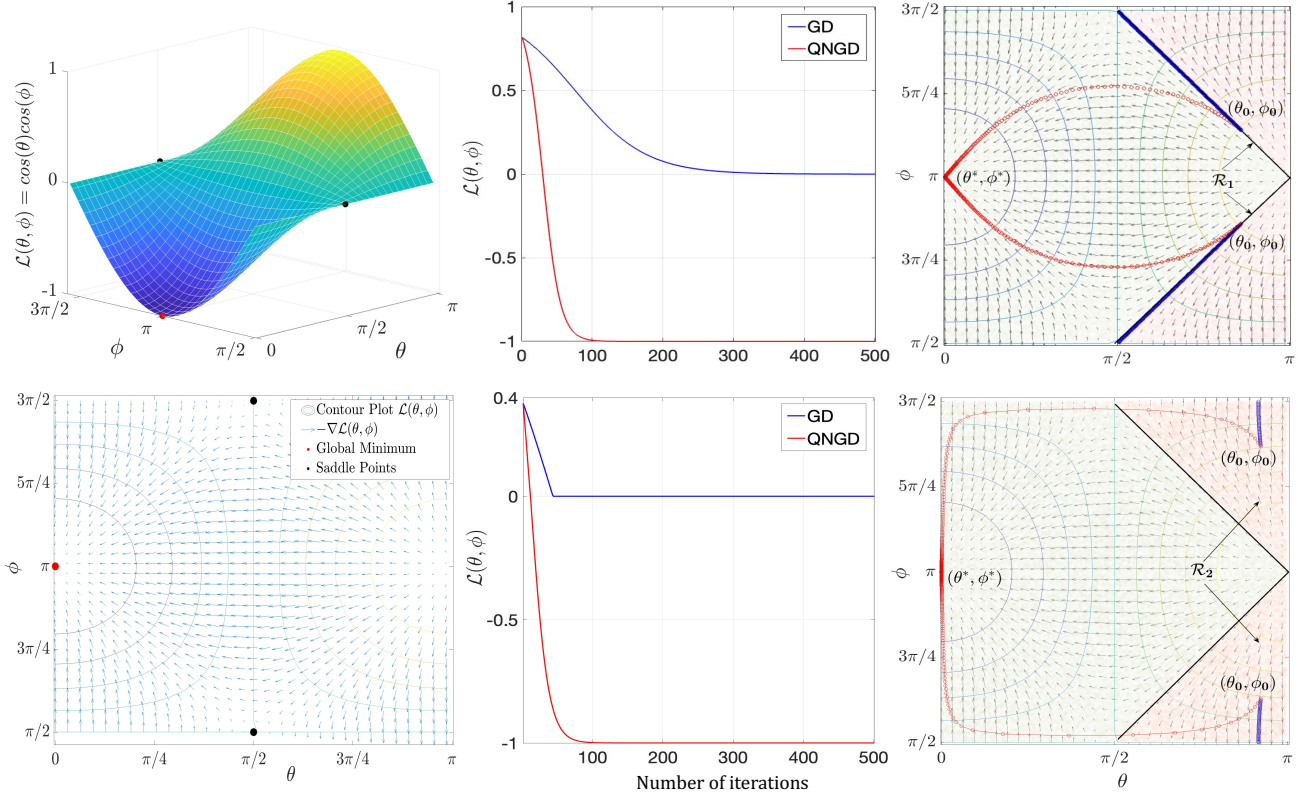 L(θ, ϕ) = cos(θ)cos(ϕ)
1
0
-1
3π/2
π
π/2
ϕ
0
π/2
π
θ
GD
QNGD
L(θ, ϕ)
1
0.5
0
-0.5
-1
0
100
200
300
400
500
3π/2
5π/4
π
3π/4
π/2
ϕ
(θ₀, ϕ₀)
(θ*, ϕ*)
R₁
(θ₀, ϕ₀)
0
π/2
π
Contour Plot L(θ, ϕ)
−∇L(θ, ϕ)
Global Minimum
Saddle Points
3π/2
5π/4
π
3π/4
π/2
ϕ
0
π/4
π/2
3π/4
π
θ
GD
QNGD
L(θ, ϕ)
0.4
0
-0.5
-1
100
200
300
400
500
Number of iterations
3π/2
5π/4
π
3π/4
π/2
ϕ
(θ₀, ϕ₀)
(θ*, ϕ*)
R₂
(θ₀, ϕ₀)
0
π/2
π
θ